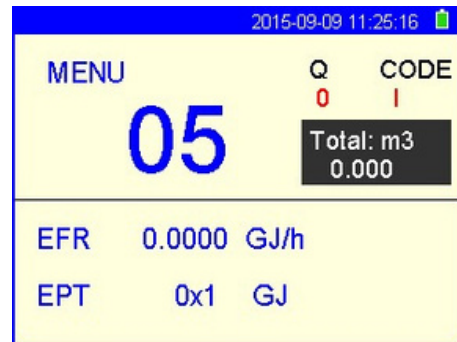 2015-09-09 11:25:16
MENU
05
Q CODE
0 I
Total: m3
0.000
EFR 0.0000 GJ/h
EPT 0x1 GJ